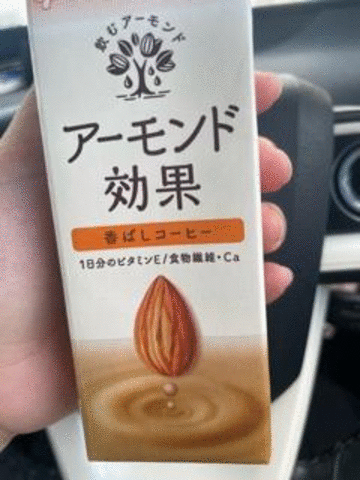 飲むアーモンド
アーモンド
効果
香ばしコーヒー
1日分のビタミンE/食物繊維・Ca